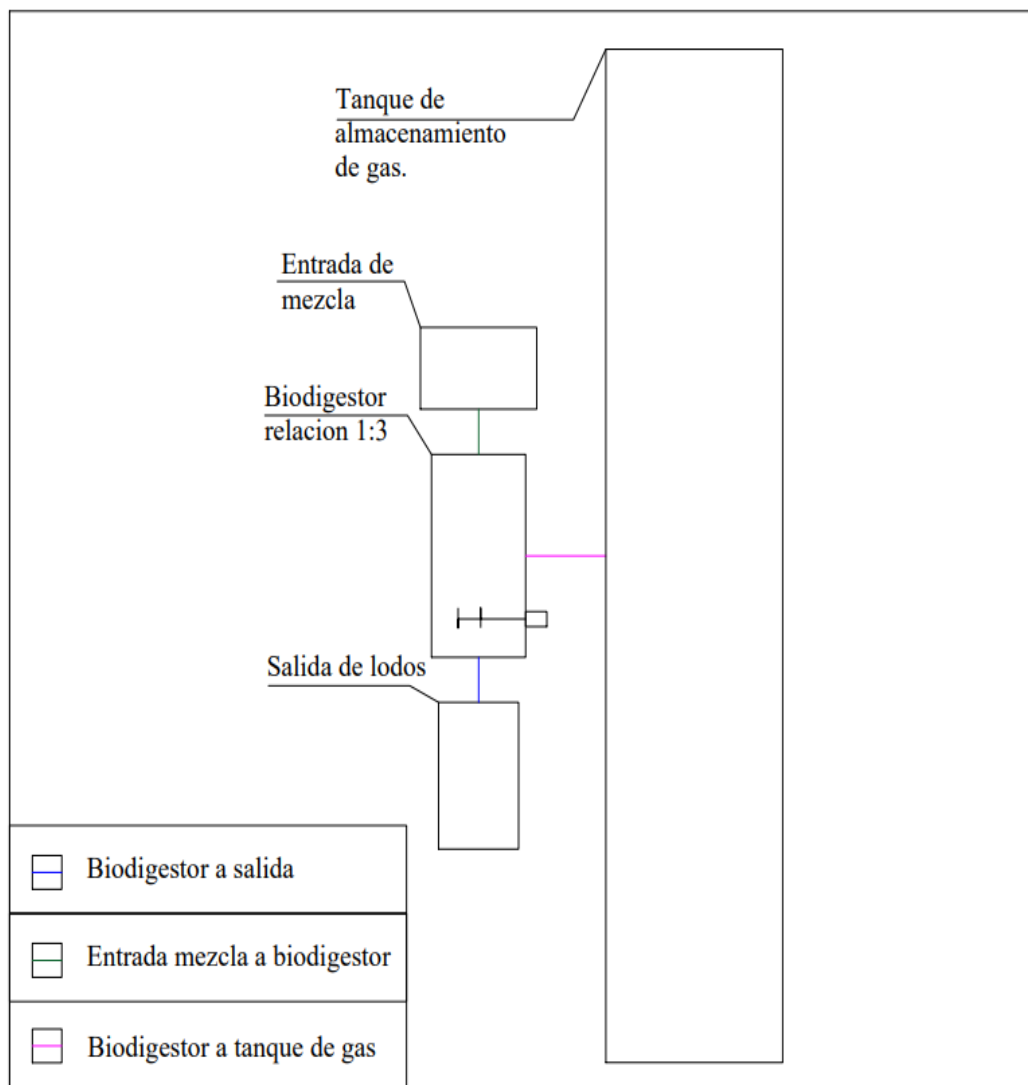 Tanque de
almacenamiento
de gas.
Entrada de
mezcla
Biodigestor
relacion 1:3
Salida de lodos
Biodigestor a salida
Entrada mezcla a biodigestor
Biodigestor a tanque de gas